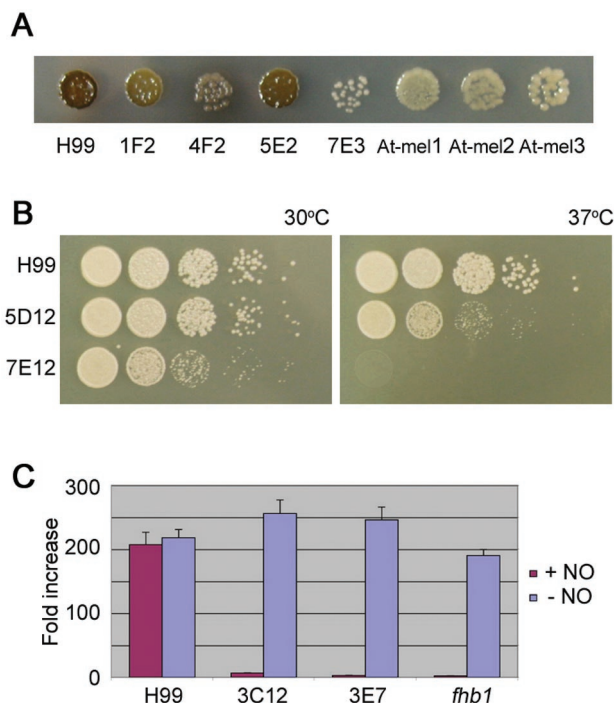 A
H99 1F2 4F2 5E2 7E3 At-mel1 At-mel2 At-mel3
B
30°C 37°C
H99
5D12
7E12
C
Fold increase
300
200
100
0
+ NO
- NO
H99 3C12 3E7 fhb1